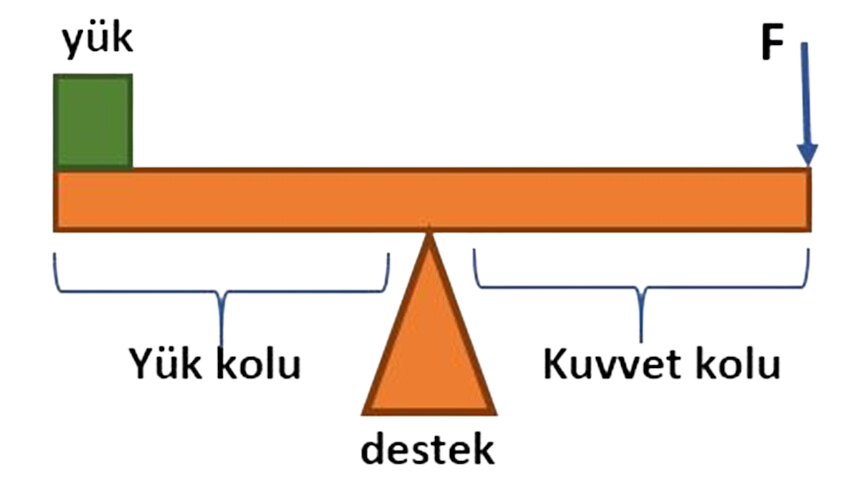 yük
F
Yük kolu
Kuvvet kolu
destek